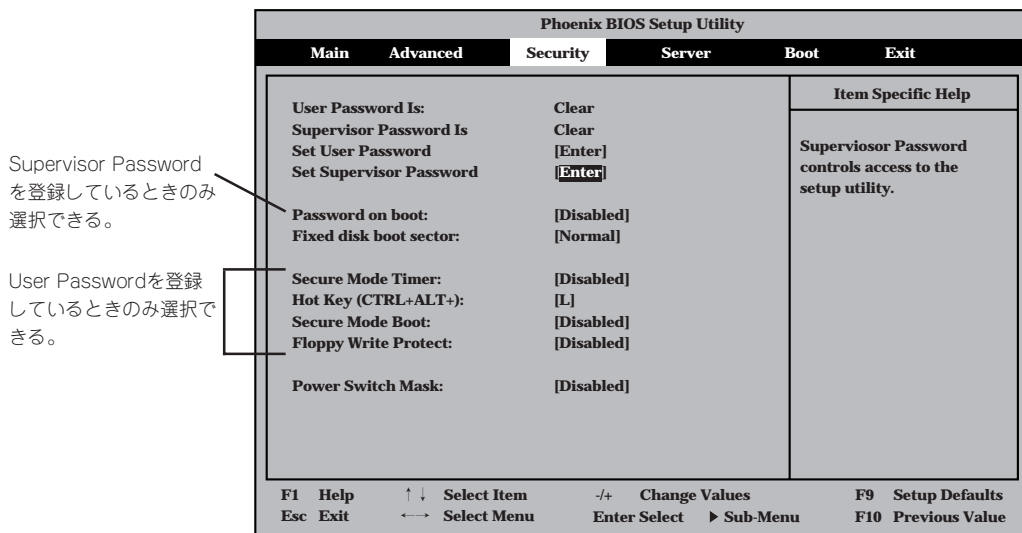 Phoenix BIOS Setup Utility
Main Advanced Security Server Boot Exit
Item Specific Help
User Password Is: Clear
Supervisor Password Is Clear
Set User Password [Enter]
Set Supervisor Password [Enter]
Superviosor Password
controls access to the
setup utility.
Supervisor Password
を登録しているときのみ
選択できる。
Password on boot: [Disabled]
Fixed disk boot sector: [Normal]
User Passwordを登録
しているときのみ選択で
きる。
Secure Mode Timer: [Disabled]
Hot Key (CTRL+ALT+): [L]
Secure Mode Boot: [Disabled]
Floppy Write Protect: [Disabled]
Power Switch Mask: [Disabled]
F1 Help ↑↓ Select Item -/+ Change Values F9 Setup Defaults
Esc Exit ←→ Select Menu Enter Select ▶ Sub-Menu F10 Previous Value